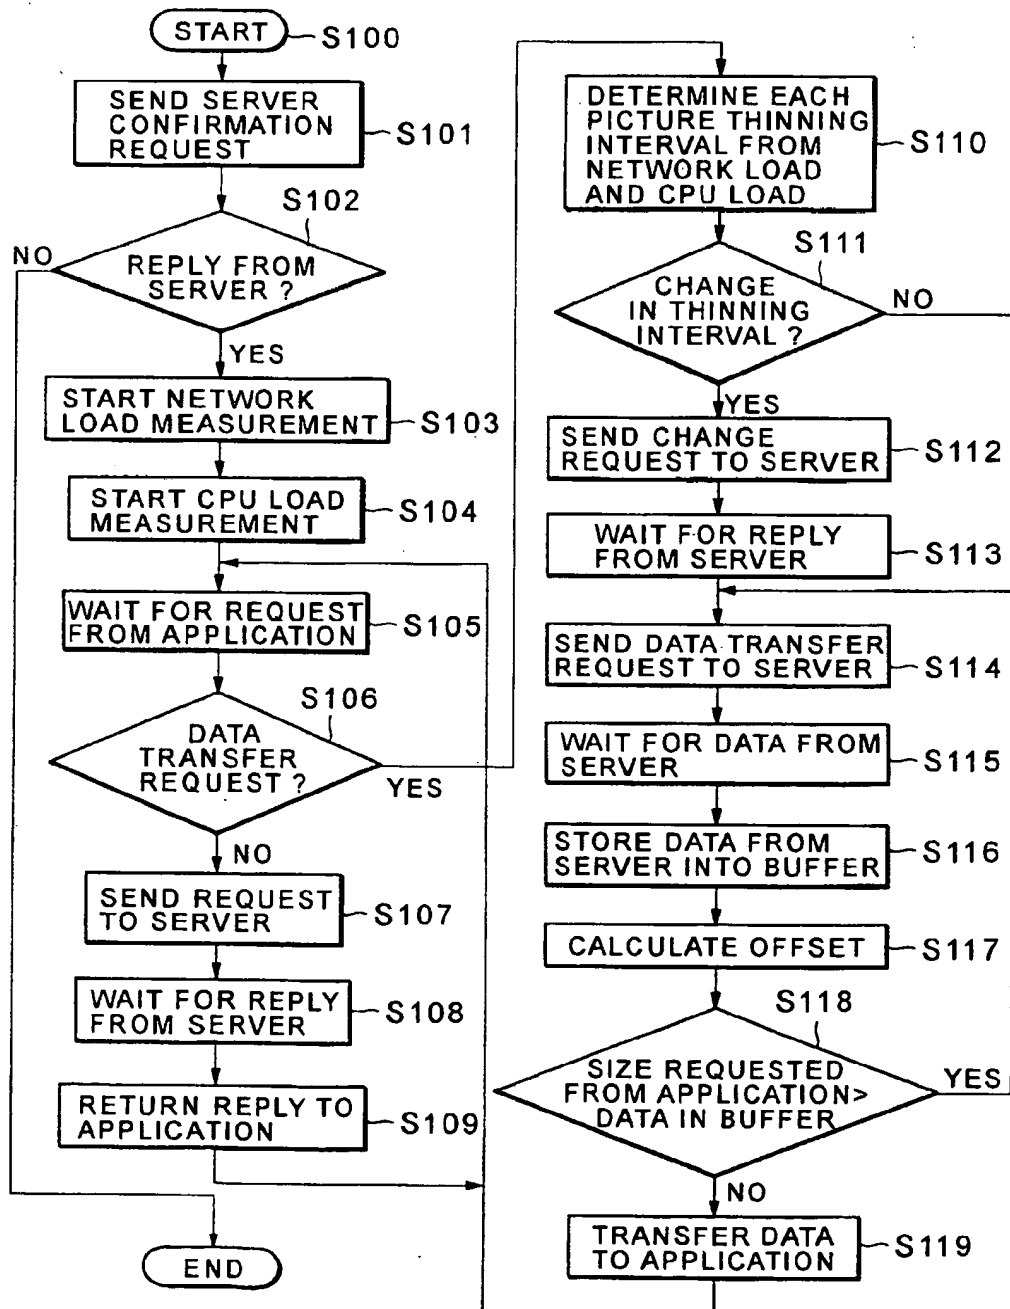 START
S100
SEND SERVER
CONFIRMATION
REQUEST
S101
S102
NO
REPLY FROM
SERVER ?
YES
START NETWORK
LOAD MEASUREMENT
S103
START CPU LOAD
MEASUREMENT
S104
WAIT FOR REQUEST
FROM APPLICATION
S105
S106
DATA
TRANSFER
REQUEST ?
YES
NO
SEND REQUEST
TO SERVER
S107
WAIT FOR REPLY
FROM SERVER
S108
RETURN REPLY TO
APPLICATION
S109
END
DETERMINE EACH
PICTURE THINNING
INTERVAL FROM
NETWORK LOAD
AND CPU LOAD
S110
S111
CHANGE
IN THINNING
INTERVAL ?
NO
YES
SEND CHANGE
REQUEST TO SERVER
S112
WAIT FOR REPLY
FROM SERVER
S113
SEND DATA TRANSFER
REQUEST TO SERVER
S114
WAIT FOR DATA FROM
SERVER
S115
STORE DATA FROM
SERVER INTO BUFFER
S116
CALCULATE OFFSET
S117
S118
SIZE REQUESTED
FROM APPLICATION>
DATA IN BUFFER
YES
NO
TRANSFER DATA
TO APPLICATION
S119